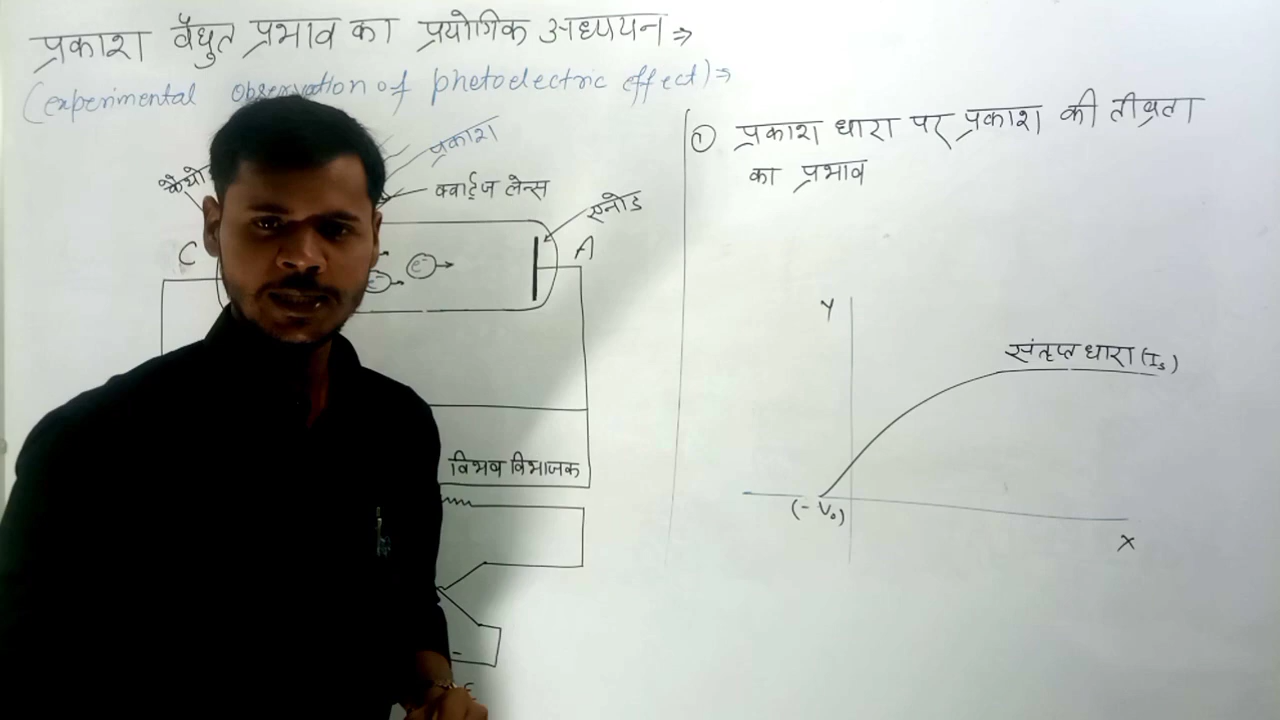 प्रकाश वैधुत प्रभाव का प्रयोगिक अध्ययन ⇒
(experimental observation of photoelectric effect) ⇒
प्रकाश
क्वार्ट्ज लेन्स
एनोड
C
A
e⁻
e⁻
विभव विभाजक
-
① प्रकाश धारा पर प्रकाश की तीव्रता
का प्रभाव
Y
संतृप्त धारा (Is)
(- V₀)
X